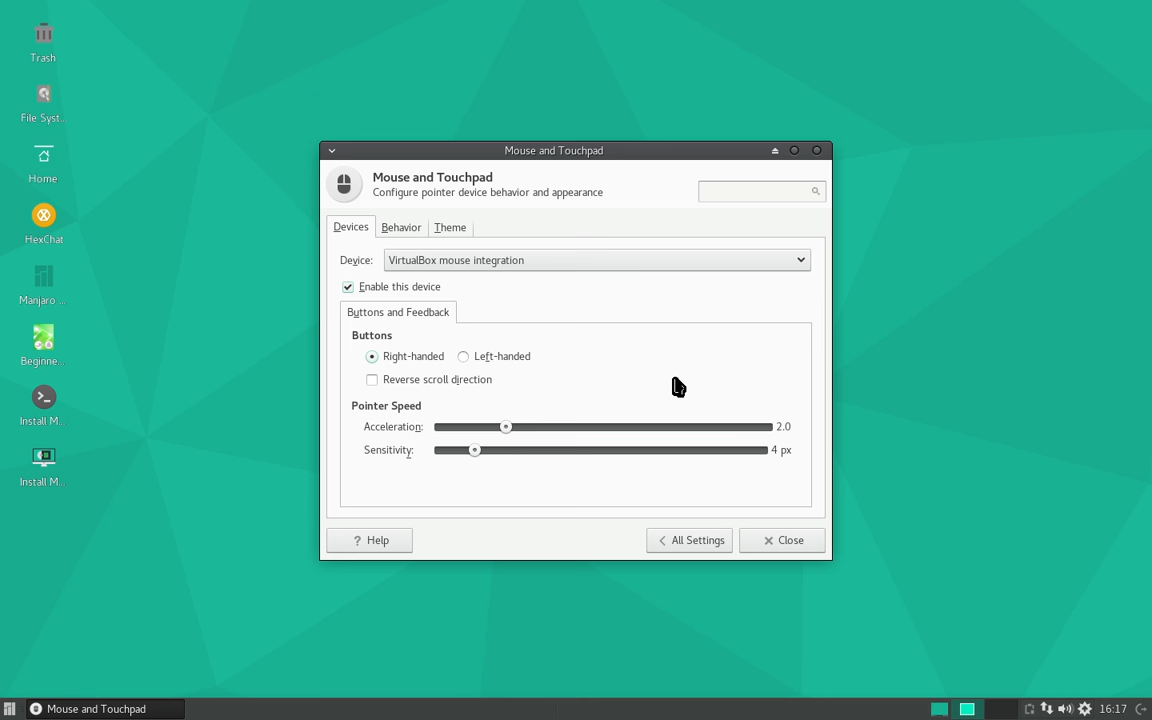 Trash
File Syst..
Home
HexChat
Manjaro ...
Beginne...
Install M...
Install M...
Mouse and Touchpad
Mouse and Touchpad
Configure pointer device behavior and appearance
Devices Behavior Theme
Device: VirtualBox mouse integration
Enable this device
Buttons and Feedback
Buttons
Right-handed Left-handed
Reverse scroll direction
Pointer Speed
Acceleration: 2.0
Sensitivity: 4 px
? Help All Settings Close
Mouse and Touchpad 16:17